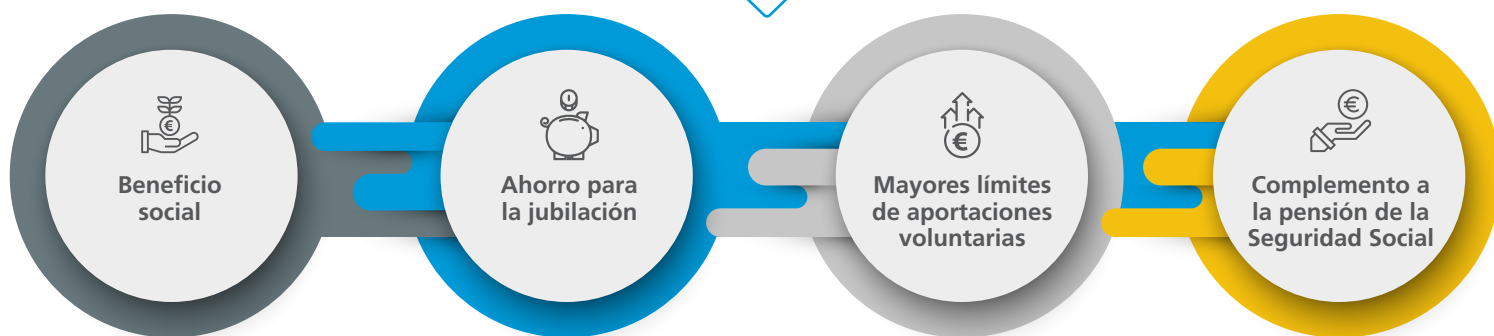 Beneficio
social
Ahorro para
la jubilación
Mayores límites
de aportaciones
voluntarias
Complemento a
la pensión de la
Seguridad Social